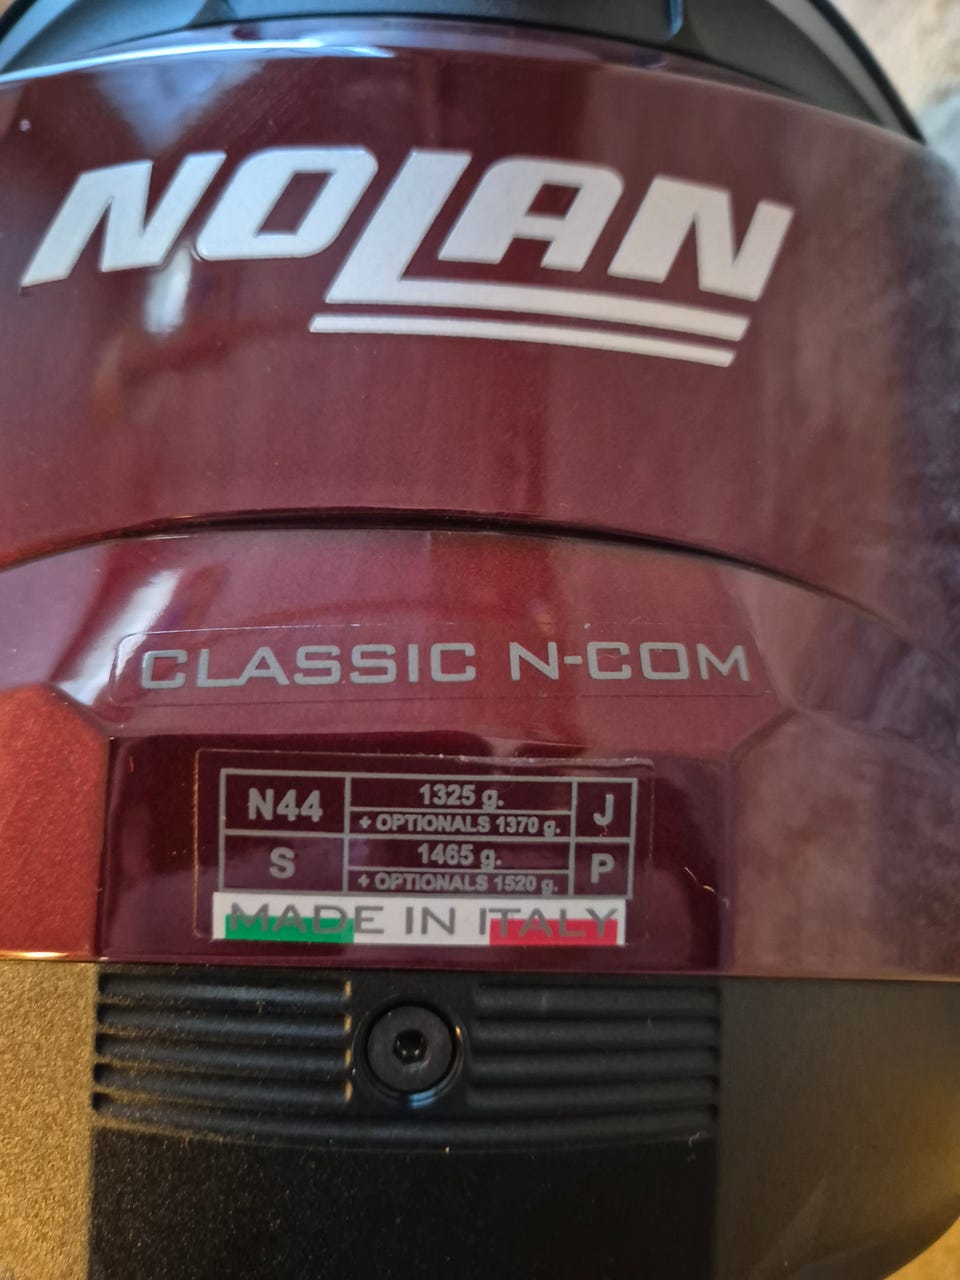 NOLAN
CLASSIC N-COM
N44 1325 g. J
+ OPTIONALS 1370 g.
S 1465 g. P
+ OPTIONALS 1520 g.
MADE IN ITALY